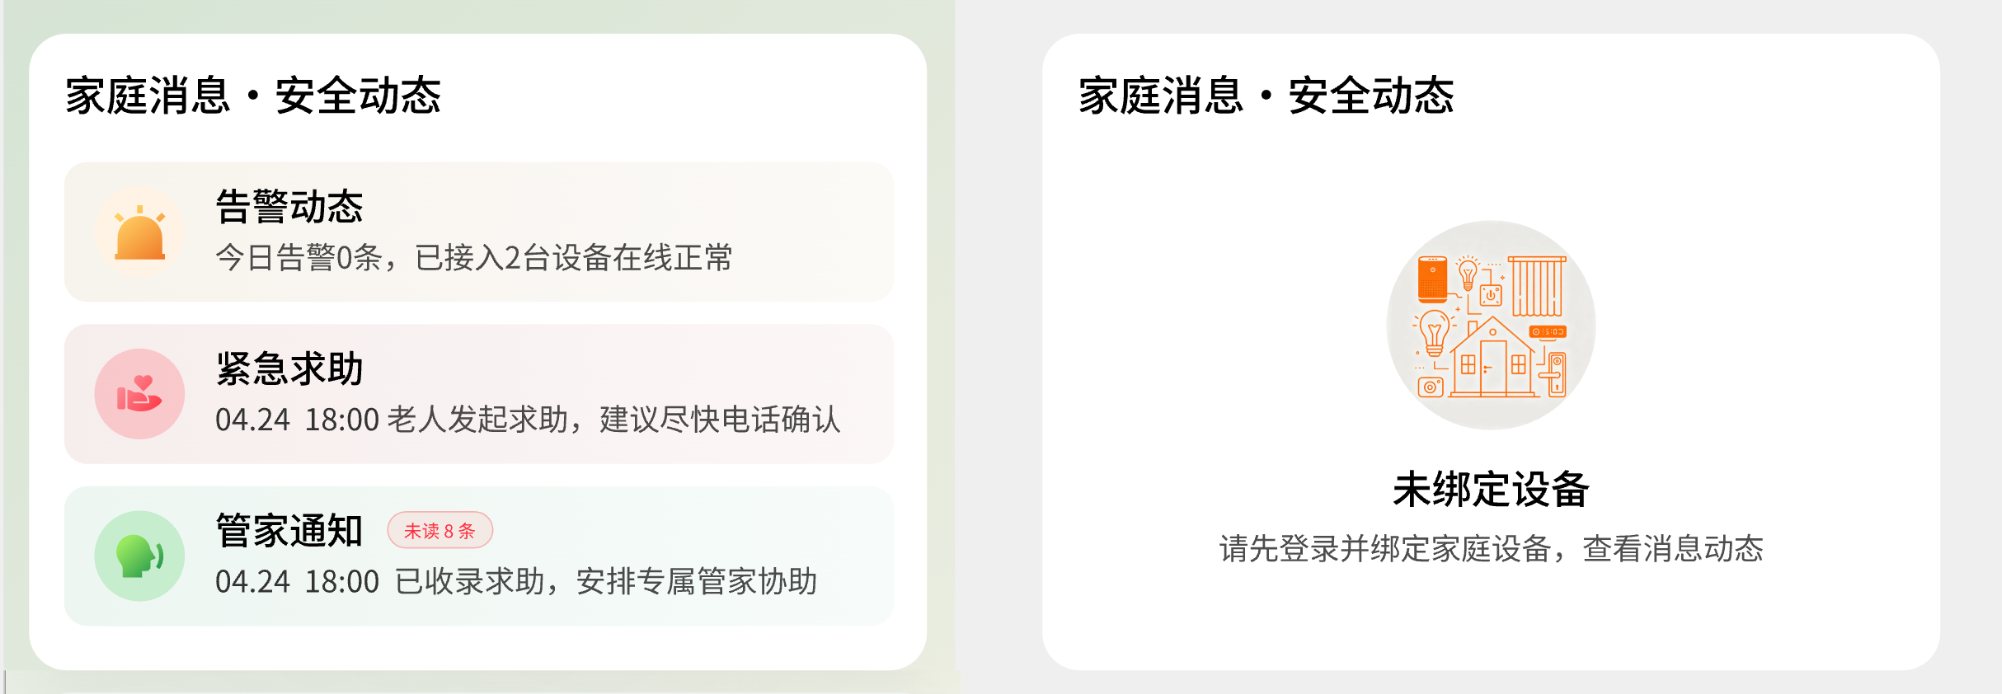 家庭消息·安全动态
告警动态
今日告警0条，已接入2台设备在线正常
紧急求助
04.24 18:00 老人发起求助，建议尽快电话确认
管家通知 未读 8 条
04.24 18:00 已收录求助，安排专属管家协助
家庭消息·安全动态
未绑定设备
请先登录并绑定家庭设备，查看消息动态